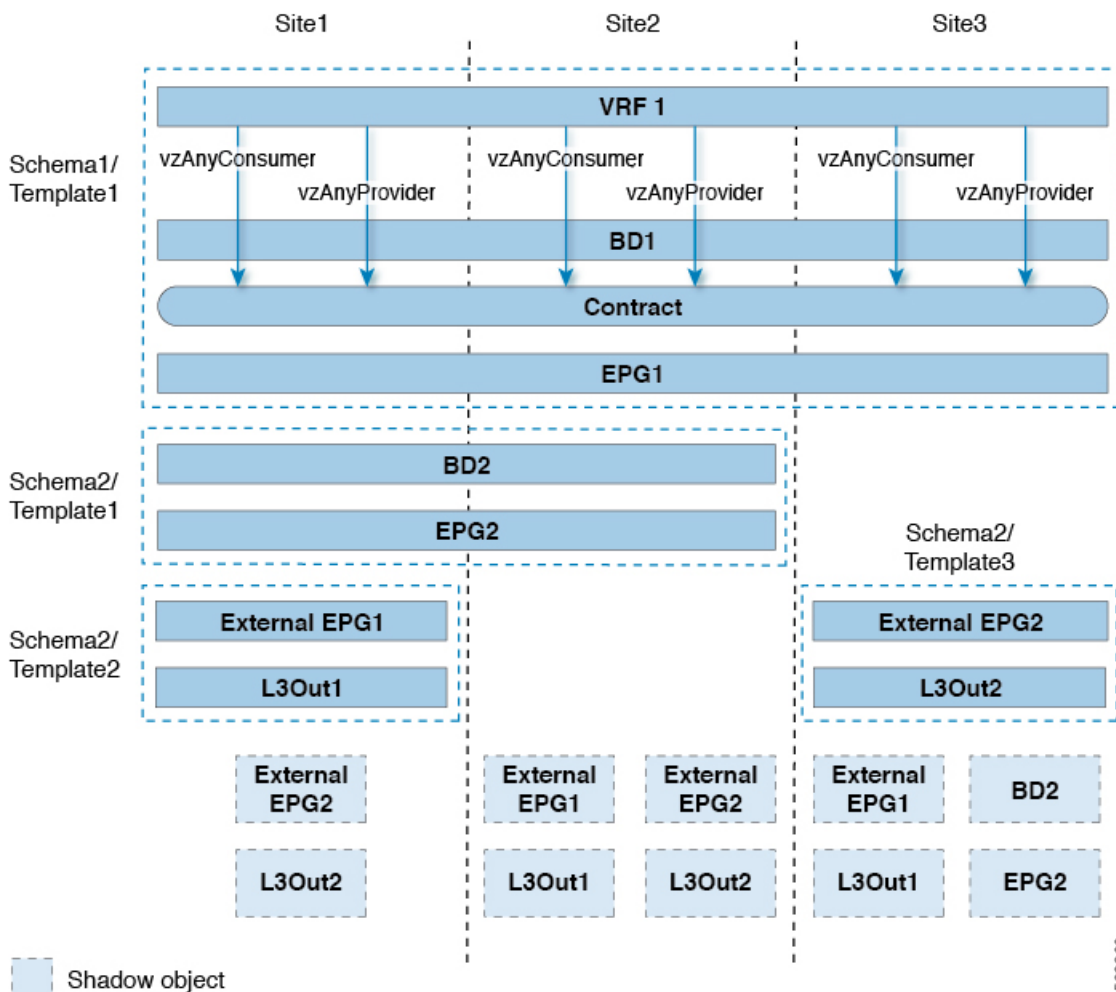 Site1
Site2
Site3
Schema1/
Template1
VRF 1
vzAnyConsumer
vzAnyProvider
vzAnyConsumer
vzAnyProvider
vzAnyConsumer
vzAnyProvider
BD1
Contract
EPG1
Schema2/
Template1
BD2
EPG2
Schema2/
Template3
Schema2/
Template2
External EPG1
L3Out1
External EPG2
L3Out2
External
EPG2
External
EPG1
External
EPG2
External
EPG1
BD2
L3Out2
L3Out1
L3Out2
L3Out1
EPG2
Shadow object